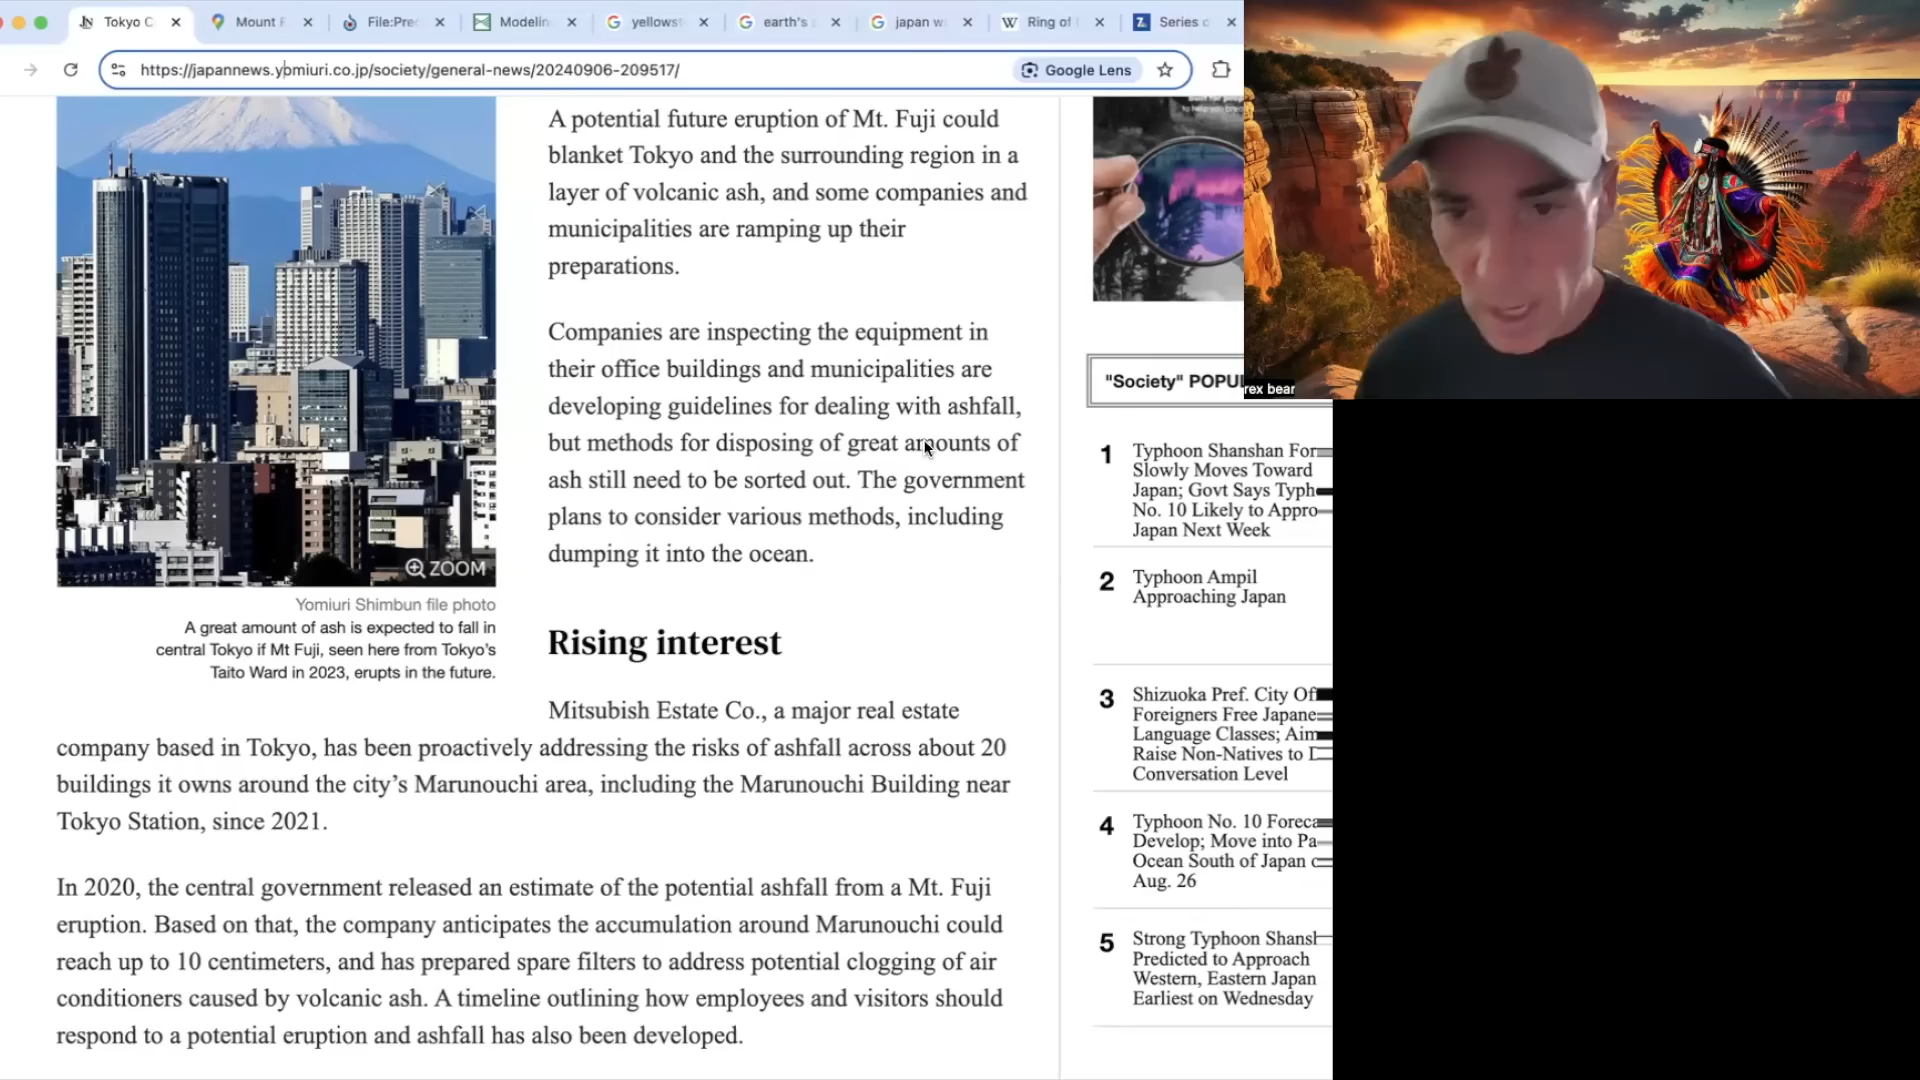 Tokyo C
Mount F
File:Pre
Modelin
yellowst
earth's
japan w
Ring of
Series o
https://japannews.yomiuri.co.jp/society/general-news/20240906-209517/
Google Lens
A potential future eruption of Mt. Fuji could
blanket Tokyo and the surrounding region in a
layer of volcanic ash, and some companies and
municipalities are ramping up their
preparations.
Companies are inspecting the equipment in
their office buildings and municipalities are
developing guidelines for dealing with ashfall,
but methods for disposing of great amounts of
ash still need to be sorted out. The government
plans to consider various methods, including
dumping it into the ocean.
ZOOM
Yomiuri Shimbun file photo
A great amount of ash is expected to fall in
central Tokyo if Mt Fuji, seen here from Tokyo's
Taito Ward in 2023, erupts in the future.
Rising interest
Mitsubish Estate Co., a major real estate
company based in Tokyo, has been proactively addressing the risks of ashfall across about 20
buildings it owns around the city's Marunouchi area, including the Marunouchi Building near
Tokyo Station, since 2021.
In 2020, the central government released an estimate of the potential ashfall from a Mt. Fuji
eruption. Based on that, the company anticipates the accumulation around Marunouchi could
reach up to 10 centimeters, and has prepared spare filters to address potential clogging of air
conditioners caused by volcanic ash. A timeline outlining how employees and visitors should
respond to a potential eruption and ashfall has also been developed.
rex bear
"Society" POPU
1
Typhoon Shanshan For
Slowly Moves Toward
Japan; Govt Says Typh
No. 10 Likely to Appro
Japan Next Week
2
Typhoon Ampil
Approaching Japan
3
Shizuoka Pref. City Of
Foreigners Free Japane
Language Classes; Aim
Raise Non-Natives to
Conversation Level
4
Typhoon No. 10 Foreca
Develop; Move into Pa
Ocean South of Japan
Aug. 26
5
Strong Typhoon Shansh
Predicted to Approach
Western, Eastern Japan
Earliest on Wednesday